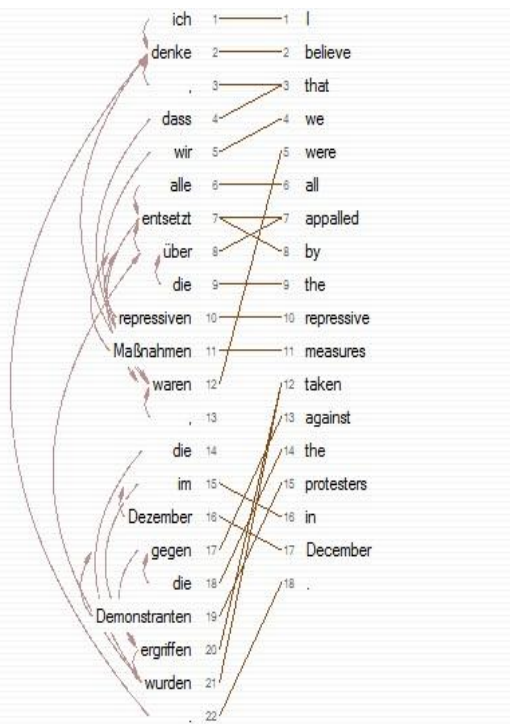 ich 1 1 I
denke 2 2 believe
, 3 3 that
dass 4 4 we
wir 5 5 were
alle 6 6 all
entsetzt 7 7 appalled
über 8 8 by
die 9 9 the
repressiven 10 10 repressive
Maßnahmen 11 11 measures
waren 12 12 taken
, 13 13 against
die 14 14 the
im 15 15 protesters
Dezember 16 16 in
gegen 17 17 December
die 18 18 .
Demonstranten 19
ergriffen 20
wurden 21
. 22